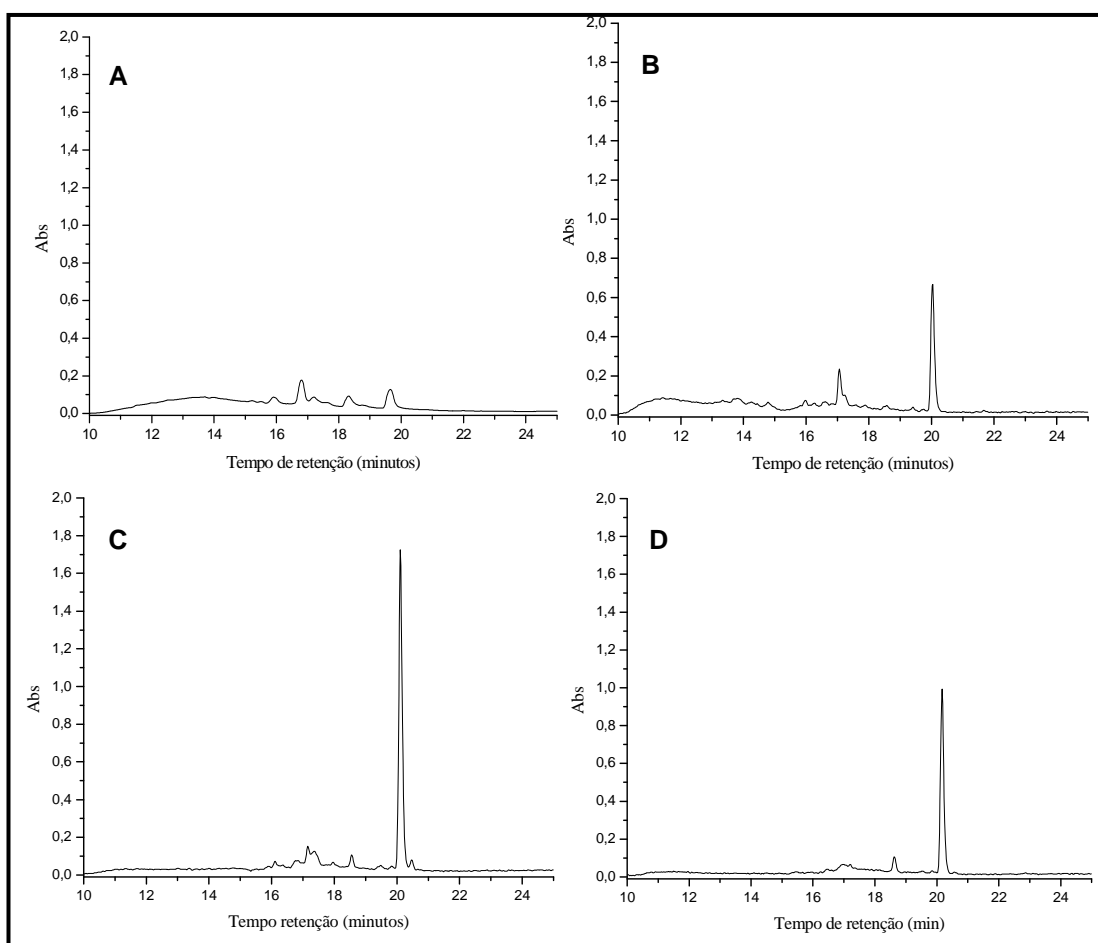 A
2,0
1,8
1,6
1,4
1,2
1,0
0,8
0,6
0,4
0,2
0,0
Abs
10 12 14 16 18 20 22 24
Tempo de retenção (minutos)
B
2,0
1,8
1,6
1,4
1,2
1,0
0,8
0,6
0,4
0,2
0,0
Abs
10 12 14 16 18 20 22 24
Tempo de retenção (minutos)
C
2,0
1,8
1,6
1,4
1,2
1,0
0,8
0,6
0,4
0,2
0,0
Abs
10 12 14 16 18 20 22 24
Tempo retenção (minutos)
D
2,0
1,8
1,6
1,4
1,2
1,0
0,8
0,6
0,4
0,2
0,0
Abs
10 12 14 16 18 20 22 24
Tempo de retenção (min)